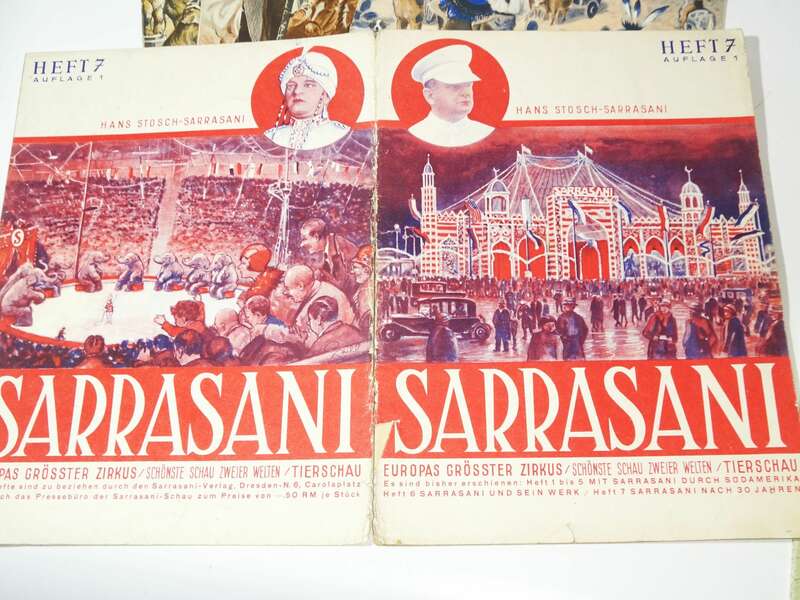 HEFT 7
AUFLAGE 1
HANS STOSCH-SARRASANI
S
SARRASANI
PAS GRÖSSTER ZIRKUS / SCHÖNSTE SCHAU ZWEIER WELTEN / TIERSCHAU
fte sind zu beziehen durch den Sarrasani-Verlag, Dresden-N. 6, Carolaplatz
ch das Pressebüro der Sarrasani-Schau zum Preise von —.50 RM je Stück
HEFT 7
AUFLAGE 1
HANS STOSCH-SARRASANI
SARRASANI
SARRASANI
EUROPAS GRÖSSTER ZIRKUS / SCHÖNSTE SCHAU ZWEIER WELTEN / TIERSCHAU
Es sind bisher erschienen: Heft 1 bis 5 MIT SARRASANI DURCH SÜDAMERIKA
Heft 6 SARRASANI UND SEIN WERK / Heft 7 SARRASANI NACH 30 JAHREN